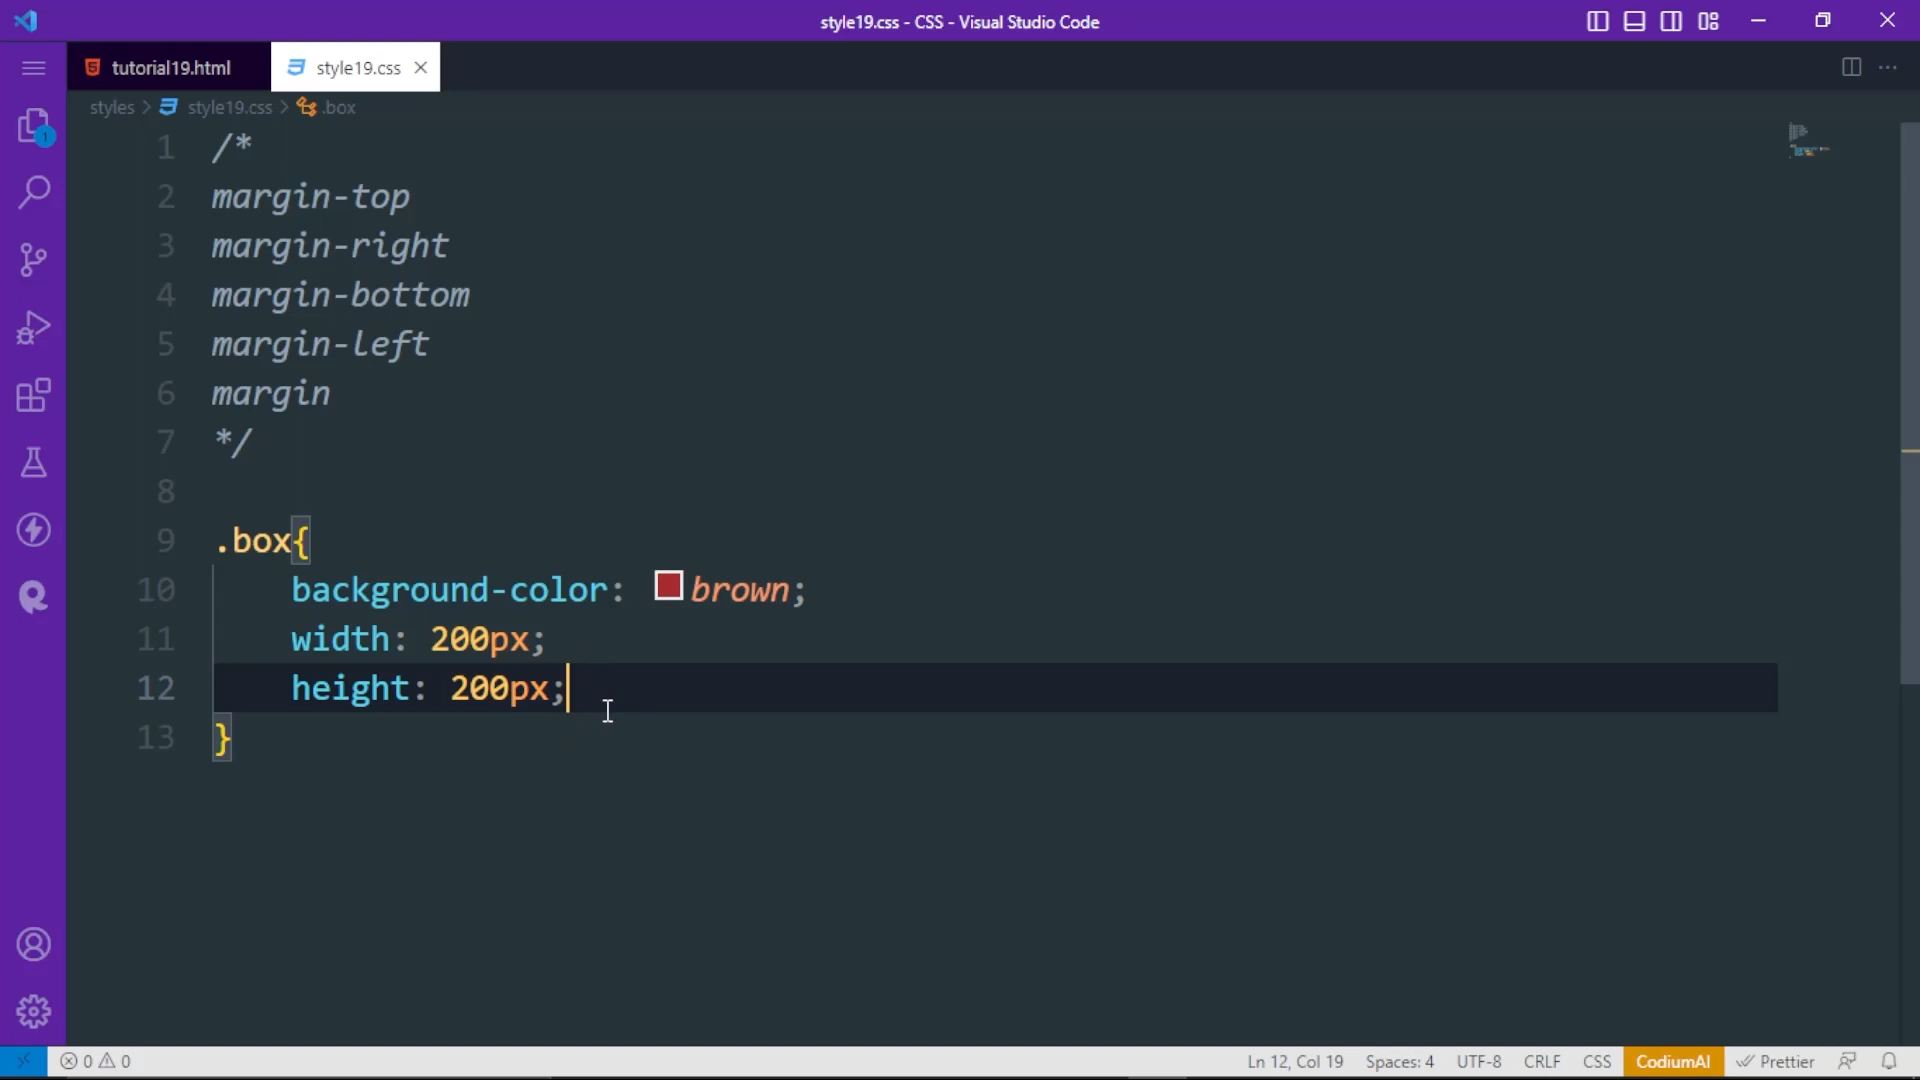 style19.css - CSS - Visual Studio Code
tutorial19.html
style19.css
styles > style19.css > .box
1
1 /*
2 margin-top
3 margin-right
4 margin-bottom
5 margin-left
6 margin
7 */
8
9 .box{
10 background-color: brown;
11 width: 200px;
12 height: 200px;
13 }
0 0
Ln 12, Col 19 Spaces: 4 UTF-8 CRLF CSS CodiumAI Prettier